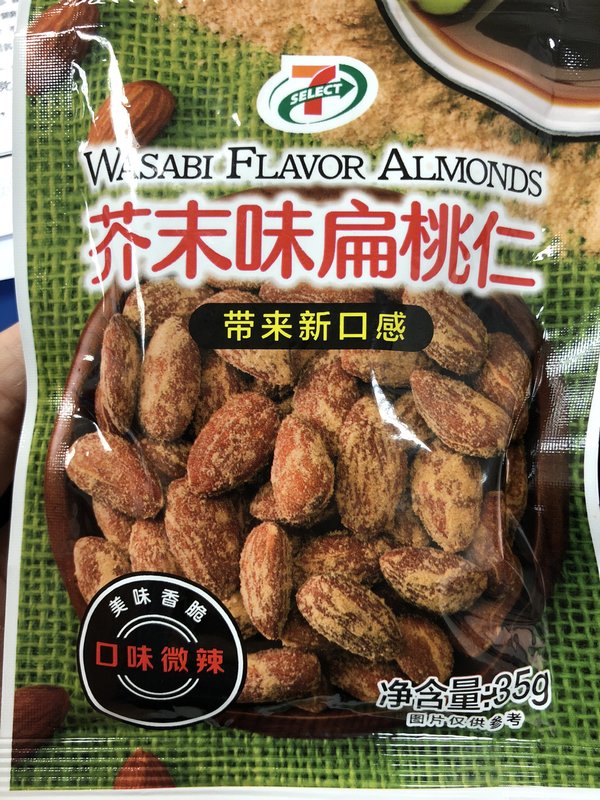 7
SELECT
WASABI FLAVOR ALMONDS
芥末味扁桃仁
带来新口感
美味香脆
口味微辣
净含量:35g
图片仅供参考